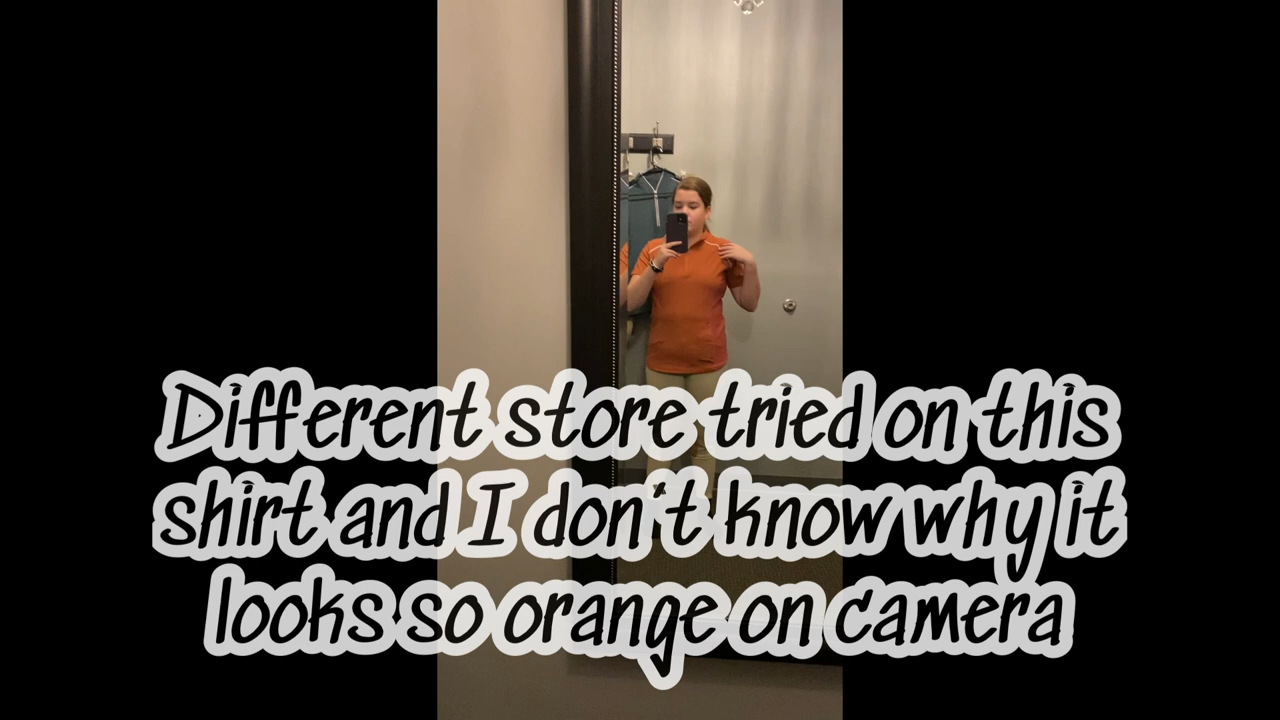 Different store tried on this
shirt and I don't know why it
looks so orange on camera